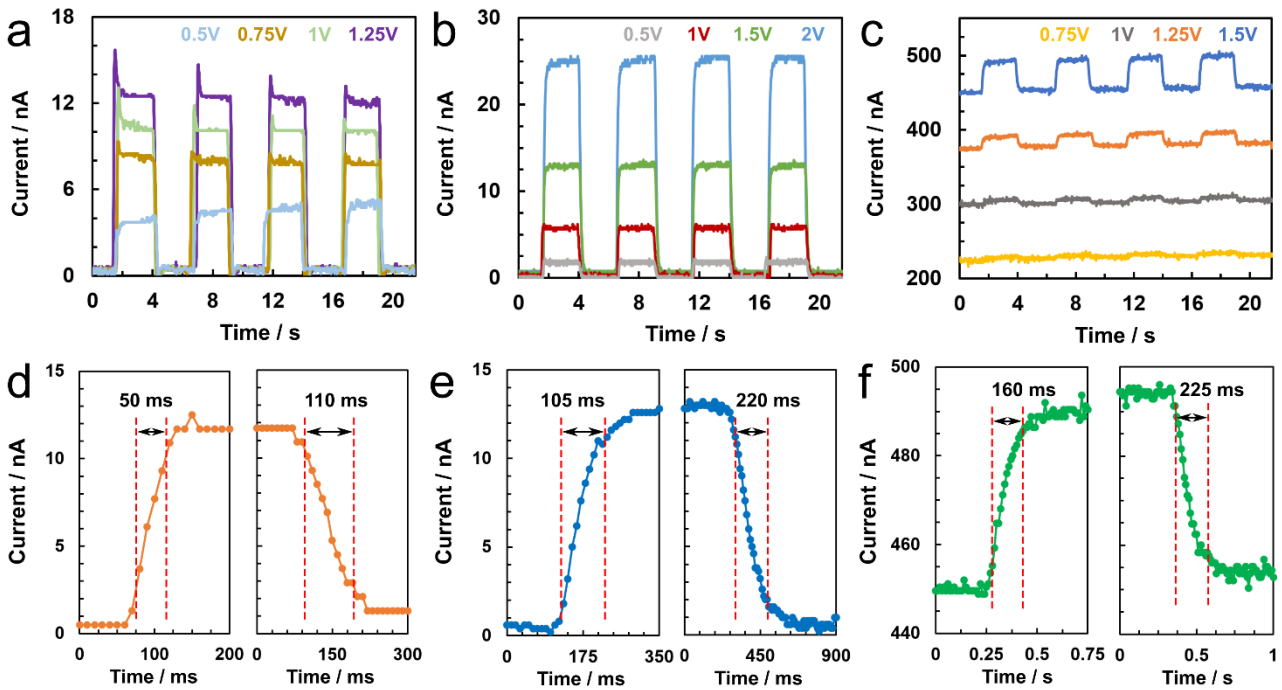 a
0.5V 0.75V 1V 1.25V
15
12
9
6
3
0
Current / nA
0 4 8 12 16 20
Time / s
b
0.5V 1V 1.5V 2V
30
25
20
15
10
5
0
Current / nA
0 4 8 12 16 20
Time / s
c
0.75V 1V 1.25V 1.5V
500
400
300
200
Current / nA
0 4 8 12 16 20
Time / s
d
15
10
5
0
Current / nA
50 ms
0 100 200
Time / ms
110 ms
0 150 300
Time / ms
e
15
10
5
0
Current / nA
105 ms
0 175 350
Time / ms
220 ms
0 450 900
Time / ms
f
500
480
460
440
Current / nA
160 ms
0 0.25 0.5 0.75
Time / s
225 ms
0 0.5 1
Time / s